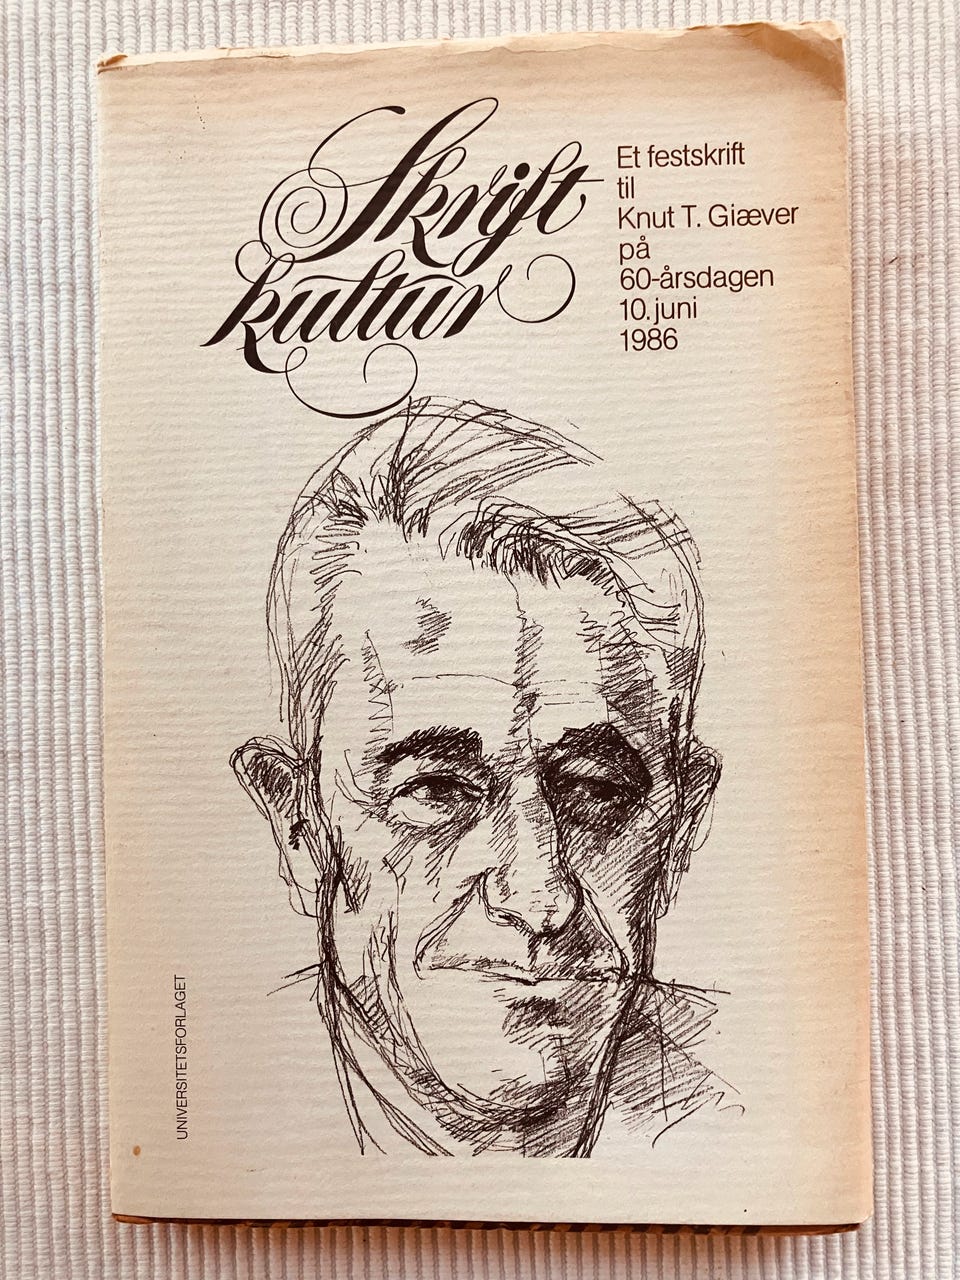 Skrift
kultur
Et festskrift
til
Knut T. Giæver
på
60-årsdagen
10. juni
1986
UNIVERSITETSFORLAGET